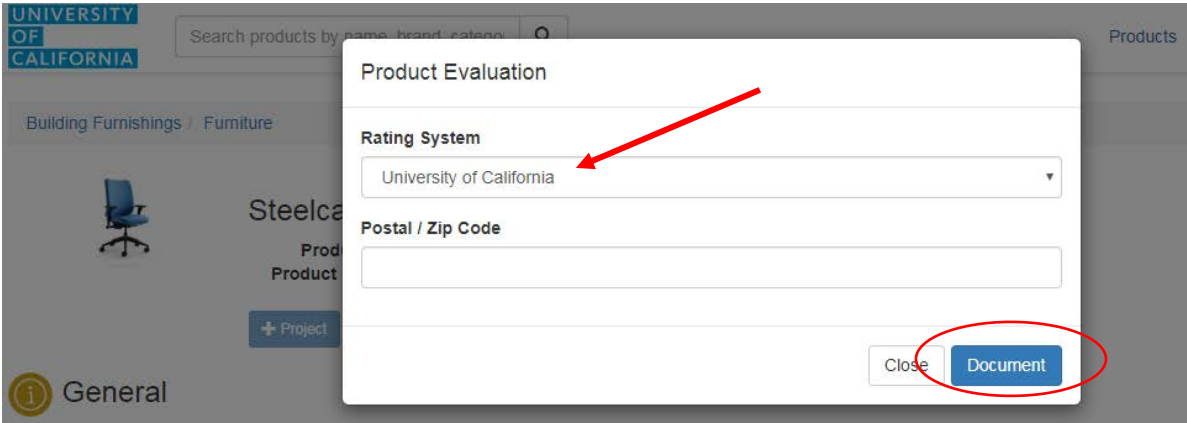 UNIVERSITY
OF
CALIFORNIA
Search products by name, brand, catego
Products
Product Evaluation
Building Furnishings / Furniture
Rating System
University of California
Postal / Zip Code
Steelca
Prod
Product
+ Project
Close
Document
General